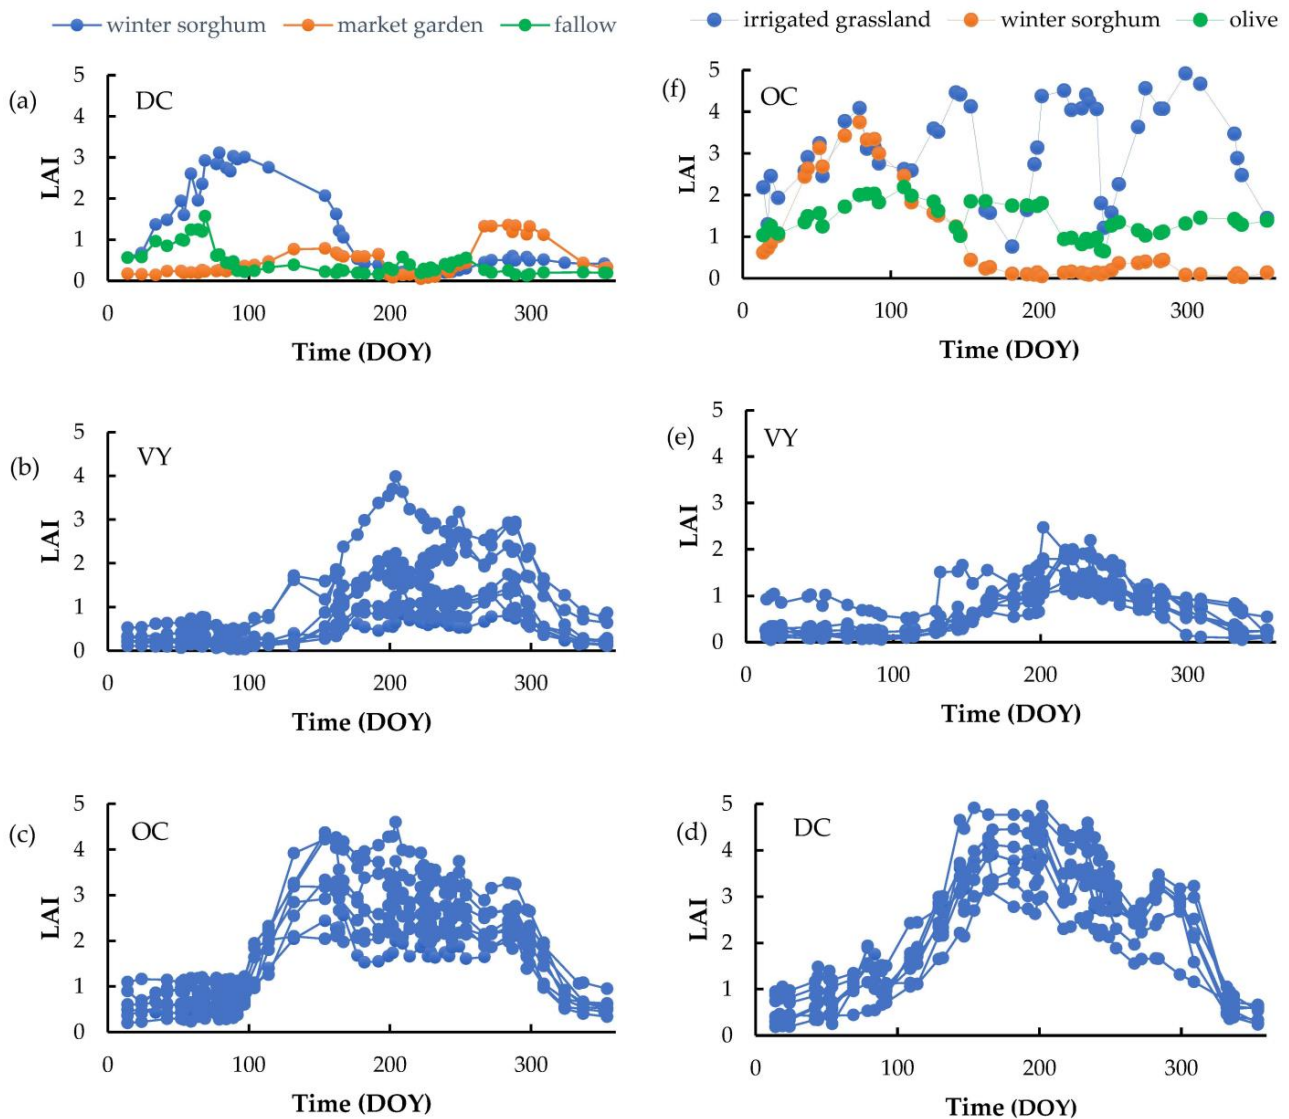 winter sorghum market garden fallow
irrigated grassland winter sorghum olive
(a) DC
5
4
3
2
1
0
LAI
0 100 200 300
Time (DOY)
(f) OC
5
4
3
2
1
0
LAI
0 100 200 300
Time (DOY)
(b) VY
5
4
3
2
1
0
LAI
0 100 200 300
Time (DOY)
(e) VY
5
4
3
2
1
0
LAI
0 100 200 300
Time (DOY)
(c) OC
5
4
3
2
1
0
LAI
0 100 200 300
Time (DOY)
(d) DC
5
4
3
2
1
0
LAI
0 100 200 300
Time (DOY)